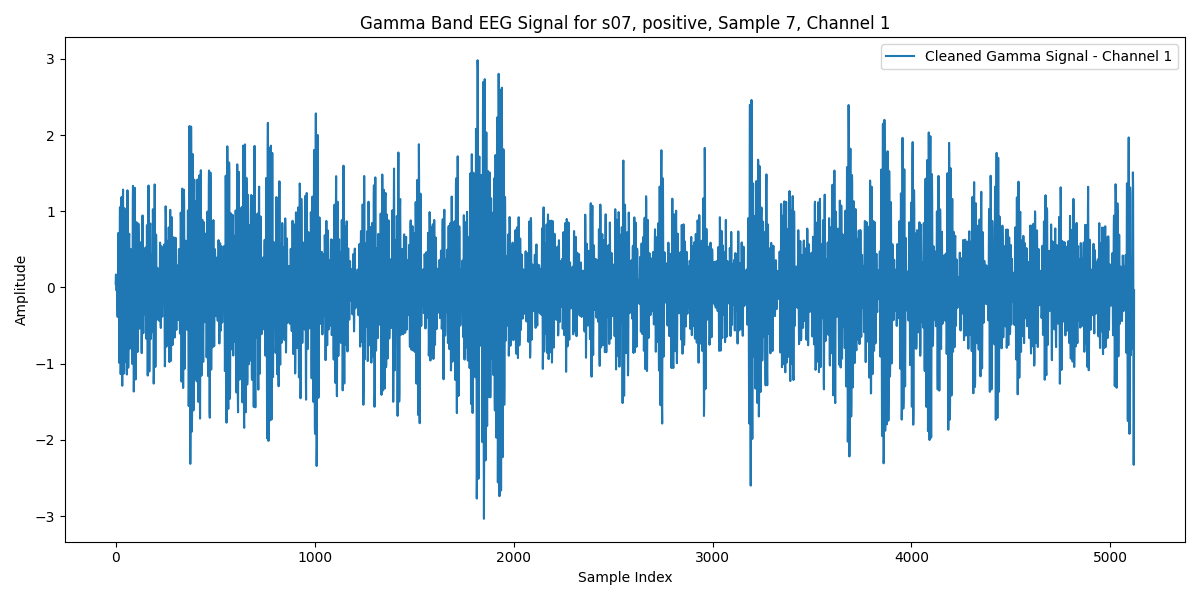 Gamma Band EEG Signal for s07, positive, Sample 7, Channel 1
Cleaned Gamma Signal - Channel 1
3
2
1
0
−1
−2
−3
Amplitude
0 1000 2000 3000 4000 5000
Sample Index